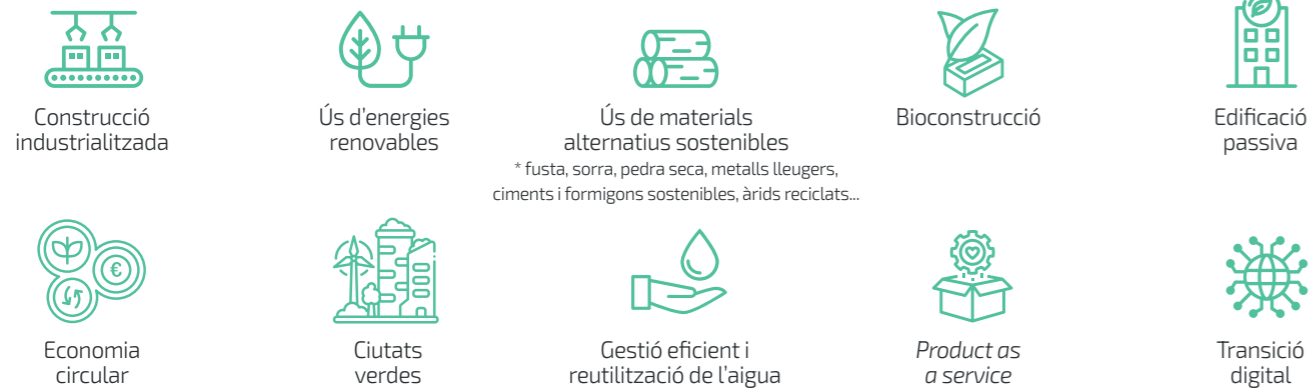 Construcció
industrialitzada
Ús d'energies
renovables
Ús de materials
alternatius sostenibles
* fusta, sorra, pedra seca, metalls lleugers,
ciments i formigons sostenibles, àrids reciclats...
Bioconstrucció
Edificació
passiva
€
Economia
circular
Ciutats
verdes
Gestió eficient i
reutilització de l'aigua
Product as
a service
Transició
digital